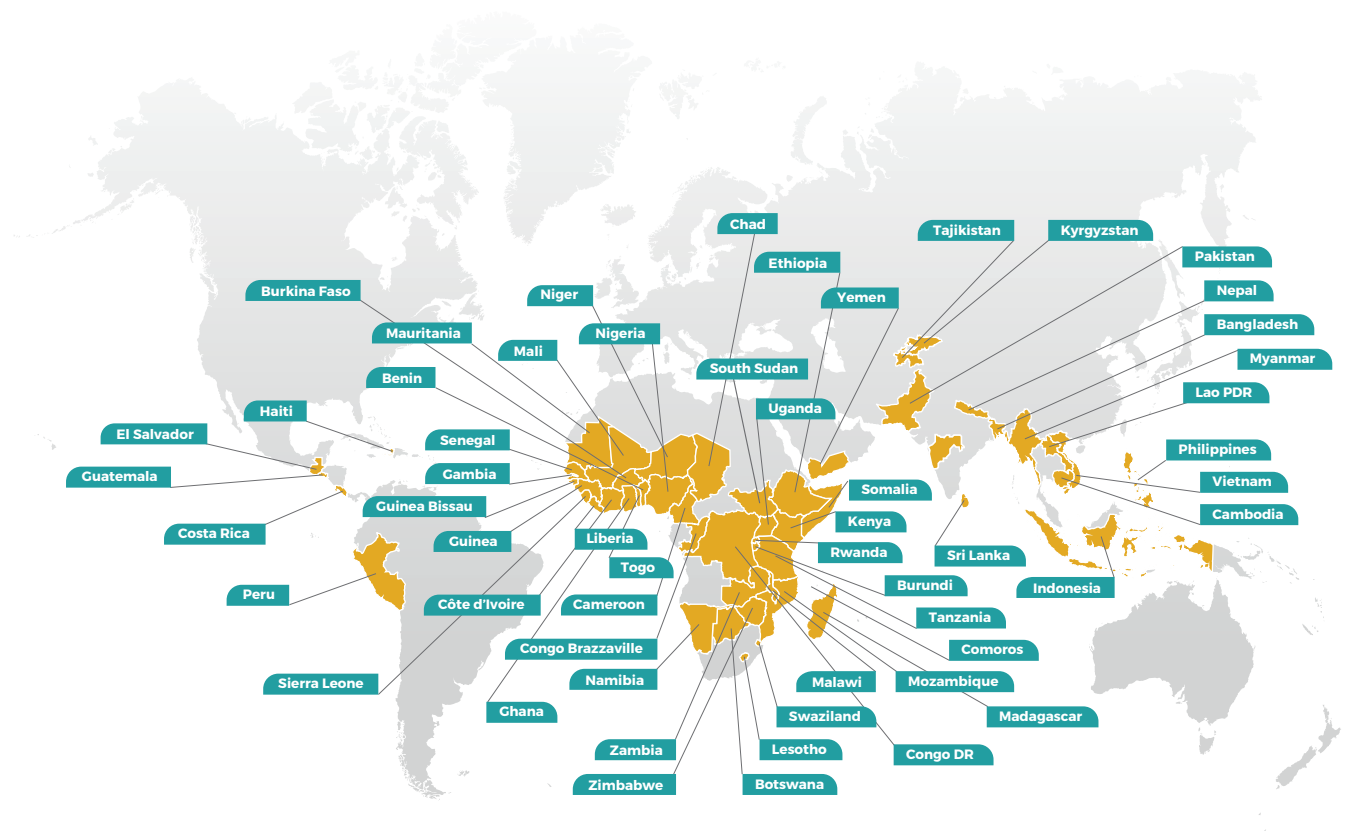 Chad
Tajikistan
Kyrgyzstan
Ethiopia
Pakistan
Burkina Faso
Niger
Yemen
Nepal
Mauritania
Nigeria
Bangladesh
Mali
Myanmar
Benin
South Sudan
Lao PDR
Haiti
Uganda
El Salvador
Senegal
Philippines
Guatemala
Gambia
Somalia
Vietnam
Guinea Bissau
Kenya
Cambodia
Costa Rica
Guinea
Liberia
Rwanda
Sri Lanka
Togo
Burundi
Indonesia
Peru
Côte d'Ivoire
Cameroon
Tanzania
Congo Brazzaville
Comoros
Sierra Leone
Namibia
Malawi
Mozambique
Ghana
Swaziland
Madagascar
Zambia
Lesotho
Congo DR
Zimbabwe
Botswana